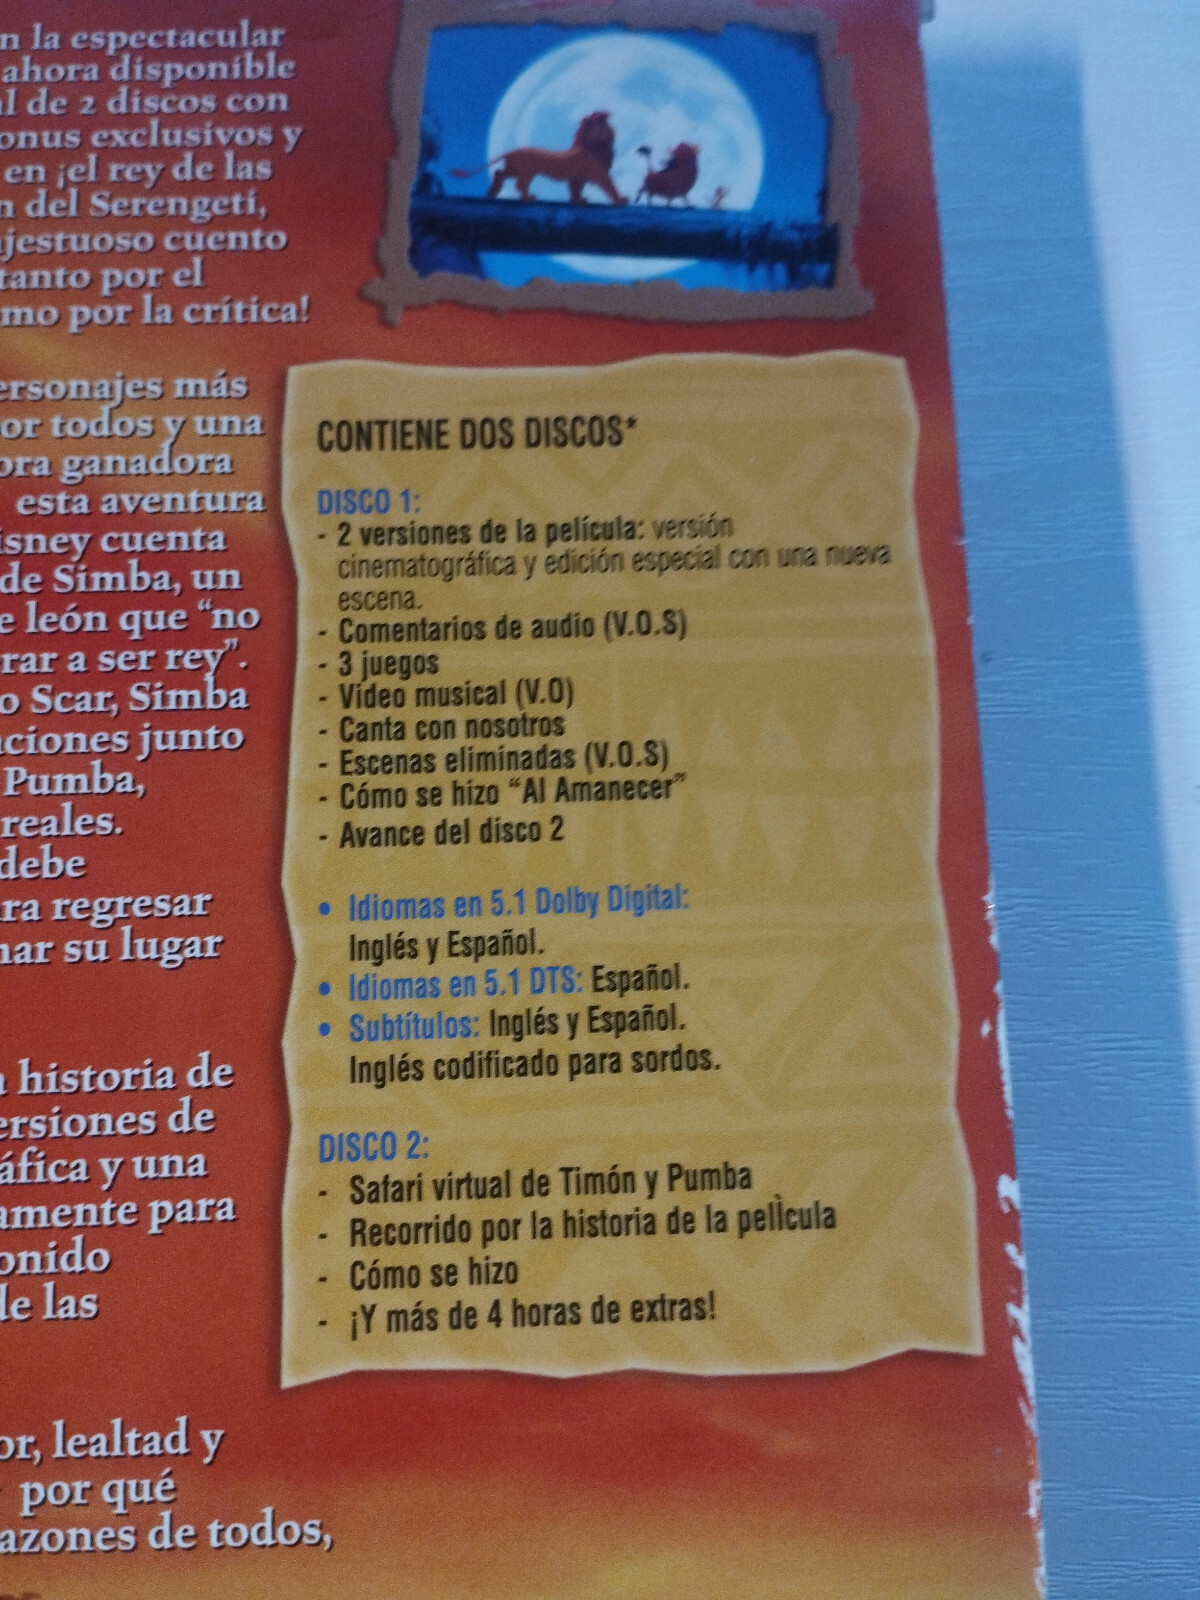 n la espectacular
ahora disponible
al de 2 discos con
onus exclusivos y
en ¡el rey de las
n del Serengeti,
ajestuoso cuento
tanto por el
mo por la crítica!
ersonajes más
or todos y una
ora ganadora
esta aventura
isney cuenta
de Simba, un
e león que “no
rar a ser rey”.
o Scar, Simba
aciones junto
Pumba,
reales.
debe
ra regresar
nar su lugar
a historia de
ersiones de
áfica y una
amente para
onido
de las
or, lealtad y
por qué
azones de todos,
CONTIENE DOS DISCOS*
DISCO 1:
- 2 versiones de la película: versión
cinematográfica y edición especial con una nueva
escena.
- Comentarios de audio (V.O.S)
- 3 juegos
- Video musical (V.O)
- Canta con nosotros
- Escenas eliminadas (V.O.S)
- Cómo se hizo “Al Amanecer”
- Avance del disco 2
• Idiomas en 5.1 Dolby Digital:
Inglés y Español.
• Idiomas en 5.1 DTS: Español.
• Subtítulos: Inglés y Español.
Inglés codificado para sordos.
DISCO 2:
- Safari virtual de Timón y Pumba
- Recorrido por la historia de la pelÌcula
- Cómo se hizo
- ¡Y más de 4 horas de extras!